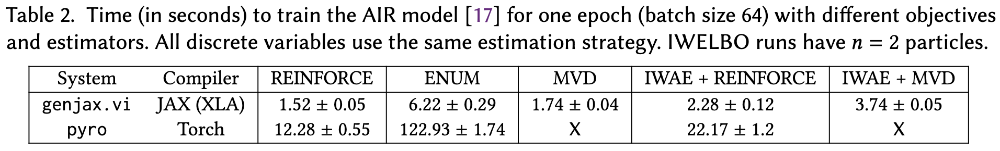 Table 2. Time (in seconds) to train the AIR model [17] for one epoch (batch size 64) with different objectives
and estimators. All discrete variables use the same estimation strategy. IWELBO runs have n = 2 particles.
System Compiler REINFORCE ENUM MVD IWAE + REINFORCE IWAE + MVD
genjax.vi JAX (XLA) 1.52 ± 0.05 6.22 ± 0.29 1.74 ± 0.04 2.28 ± 0.12 3.74 ± 0.05
pyro Torch 12.28 ± 0.55 122.93 ± 1.74 X 22.17 ± 1.2 X